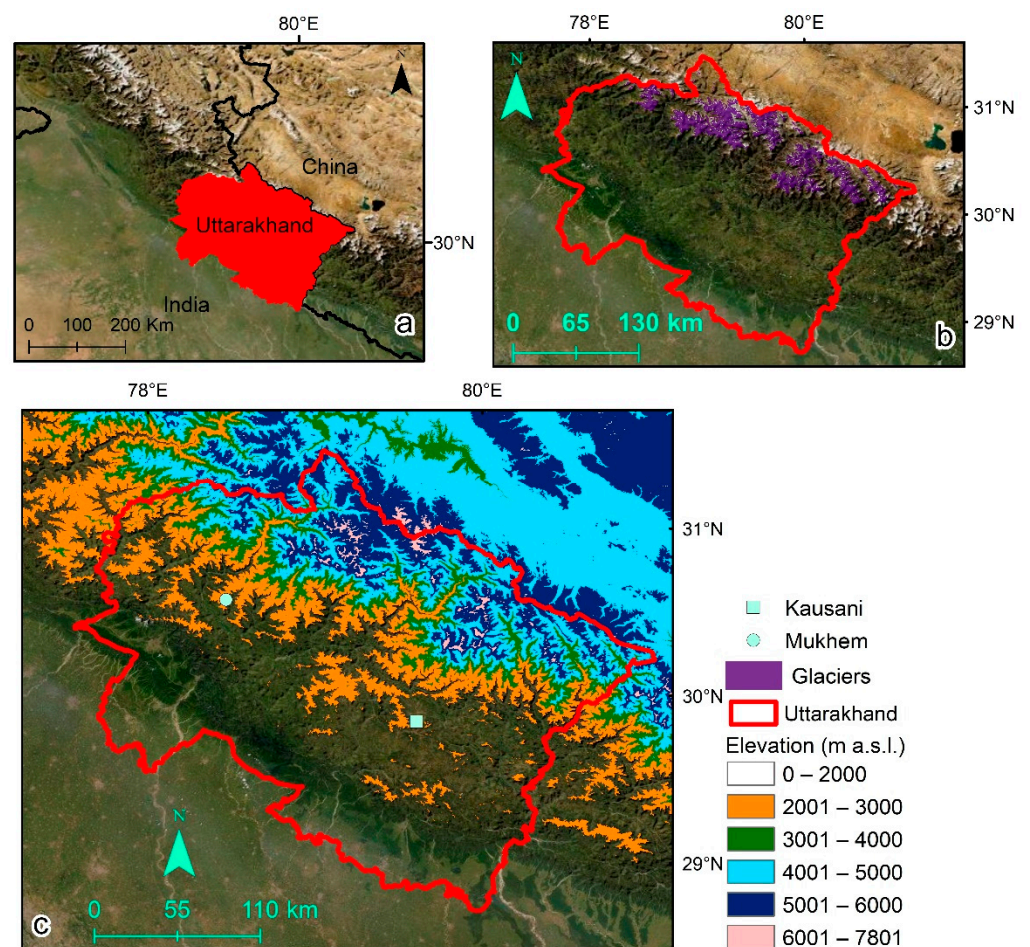 80°E
N
China
Uttarakhand
30°N
India
0 100 200 Km
a
78°E 80°E
N
31°N
30°N
29°N
0 65 130 km
b
78°E 80°E
31°N
30°N
29°N
N
0 55 110 km
c
Kausani
Mukhem
Glaciers
Uttarakhand
Elevation (m a.s.l.)
0 – 2000
2001 – 3000
3001 – 4000
4001 – 5000
5001 – 6000
6001 – 7801